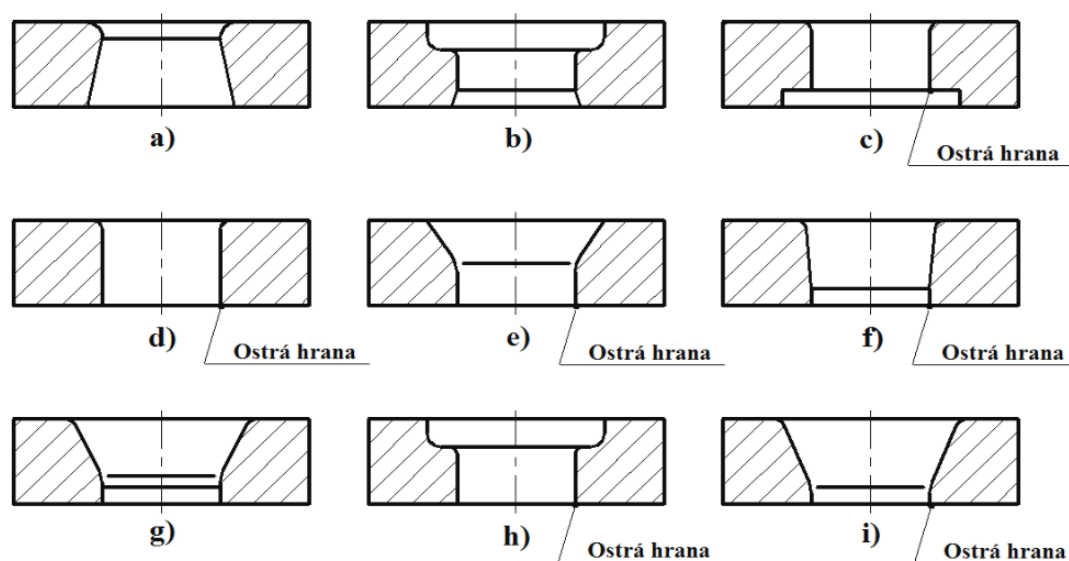 a)
b)
c)
Ostrá hrana
d)
e)
f)
Ostrá hrana
Ostrá hrana
Ostrá hrana
g)
h)
i)
Ostrá hrana
Ostrá hrana